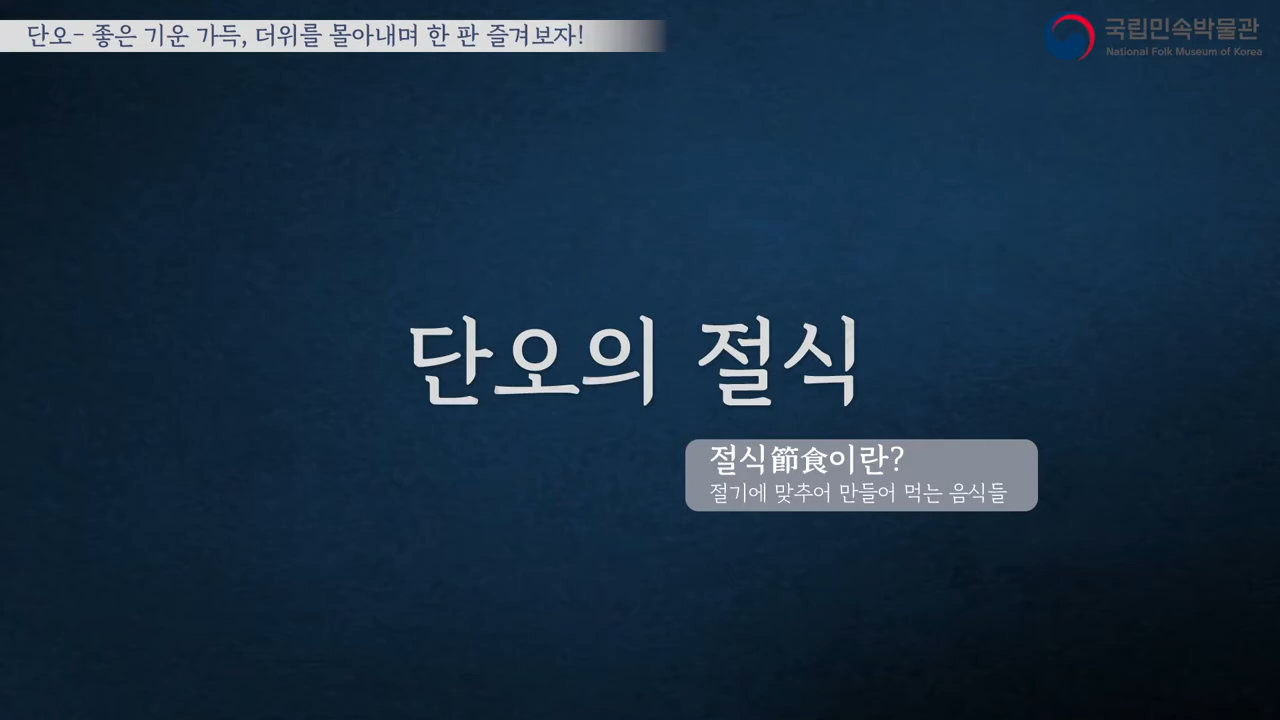 단오- 좋은 기운 가득, 더위를 몰아내며 한 판 즐겨보자!
국립민속박물관
National Folk Museum of Korea
단오의 절식
절식節食이란?
절기에 맞추어 만들어 먹는 음식들